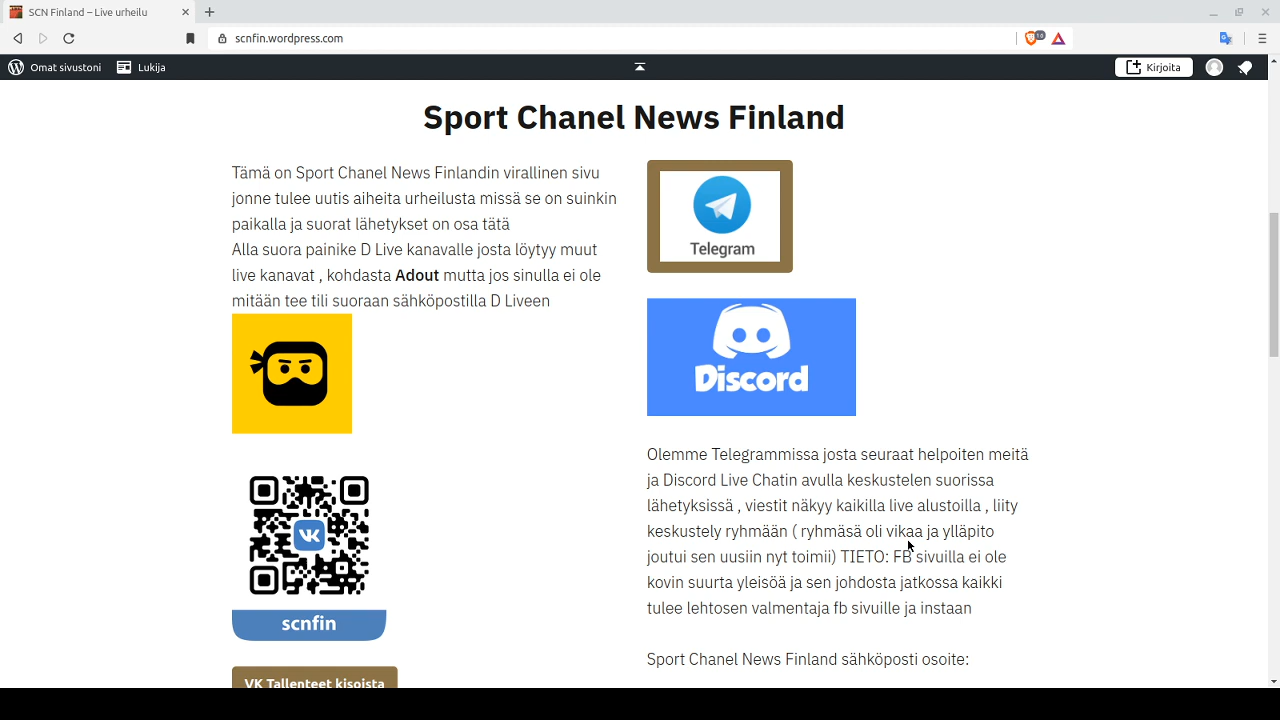 SCN Finland – Live urheilu
scnfin.wordpress.com
16
Omat sivustoni
Lukija
Kirjoita
Sport Chanel News Finland
Tämä on Sport Chanel News Finlandin virallinen sivu
jonne tulee uutis aiheita urheilusta missä se on suinkin
paikalla ja suorat lähetykset on osa tätä
Alla suora painike D Live kanavalle josta löytyy muut
live kanavat , kohdasta Adout mutta jos sinulla ei ole
mitään tee tili suoraan sähköpostilla D Liveen
scnfin
VK Tallenteet kisoista
Telegram
Discord
Olemme Telegrammissa josta seuraat helpoiten meitä
ja Discord Live Chatin avulla keskustelen suorissa
lähetyksissä , viestit näkyy kaikilla live alustoilla , liity
keskustely ryhmään ( ryhmäsä oli vikaa ja ylläpito
joutui sen uusiin nyt toimii) TIETO: FB sivuilla ei ole
kovin suurta yleisöä ja sen johdosta jatkossa kaikki
tulee lehtosen valmentaja fb sivuille ja instaan
Sport Chanel News Finland sähköposti osoite: